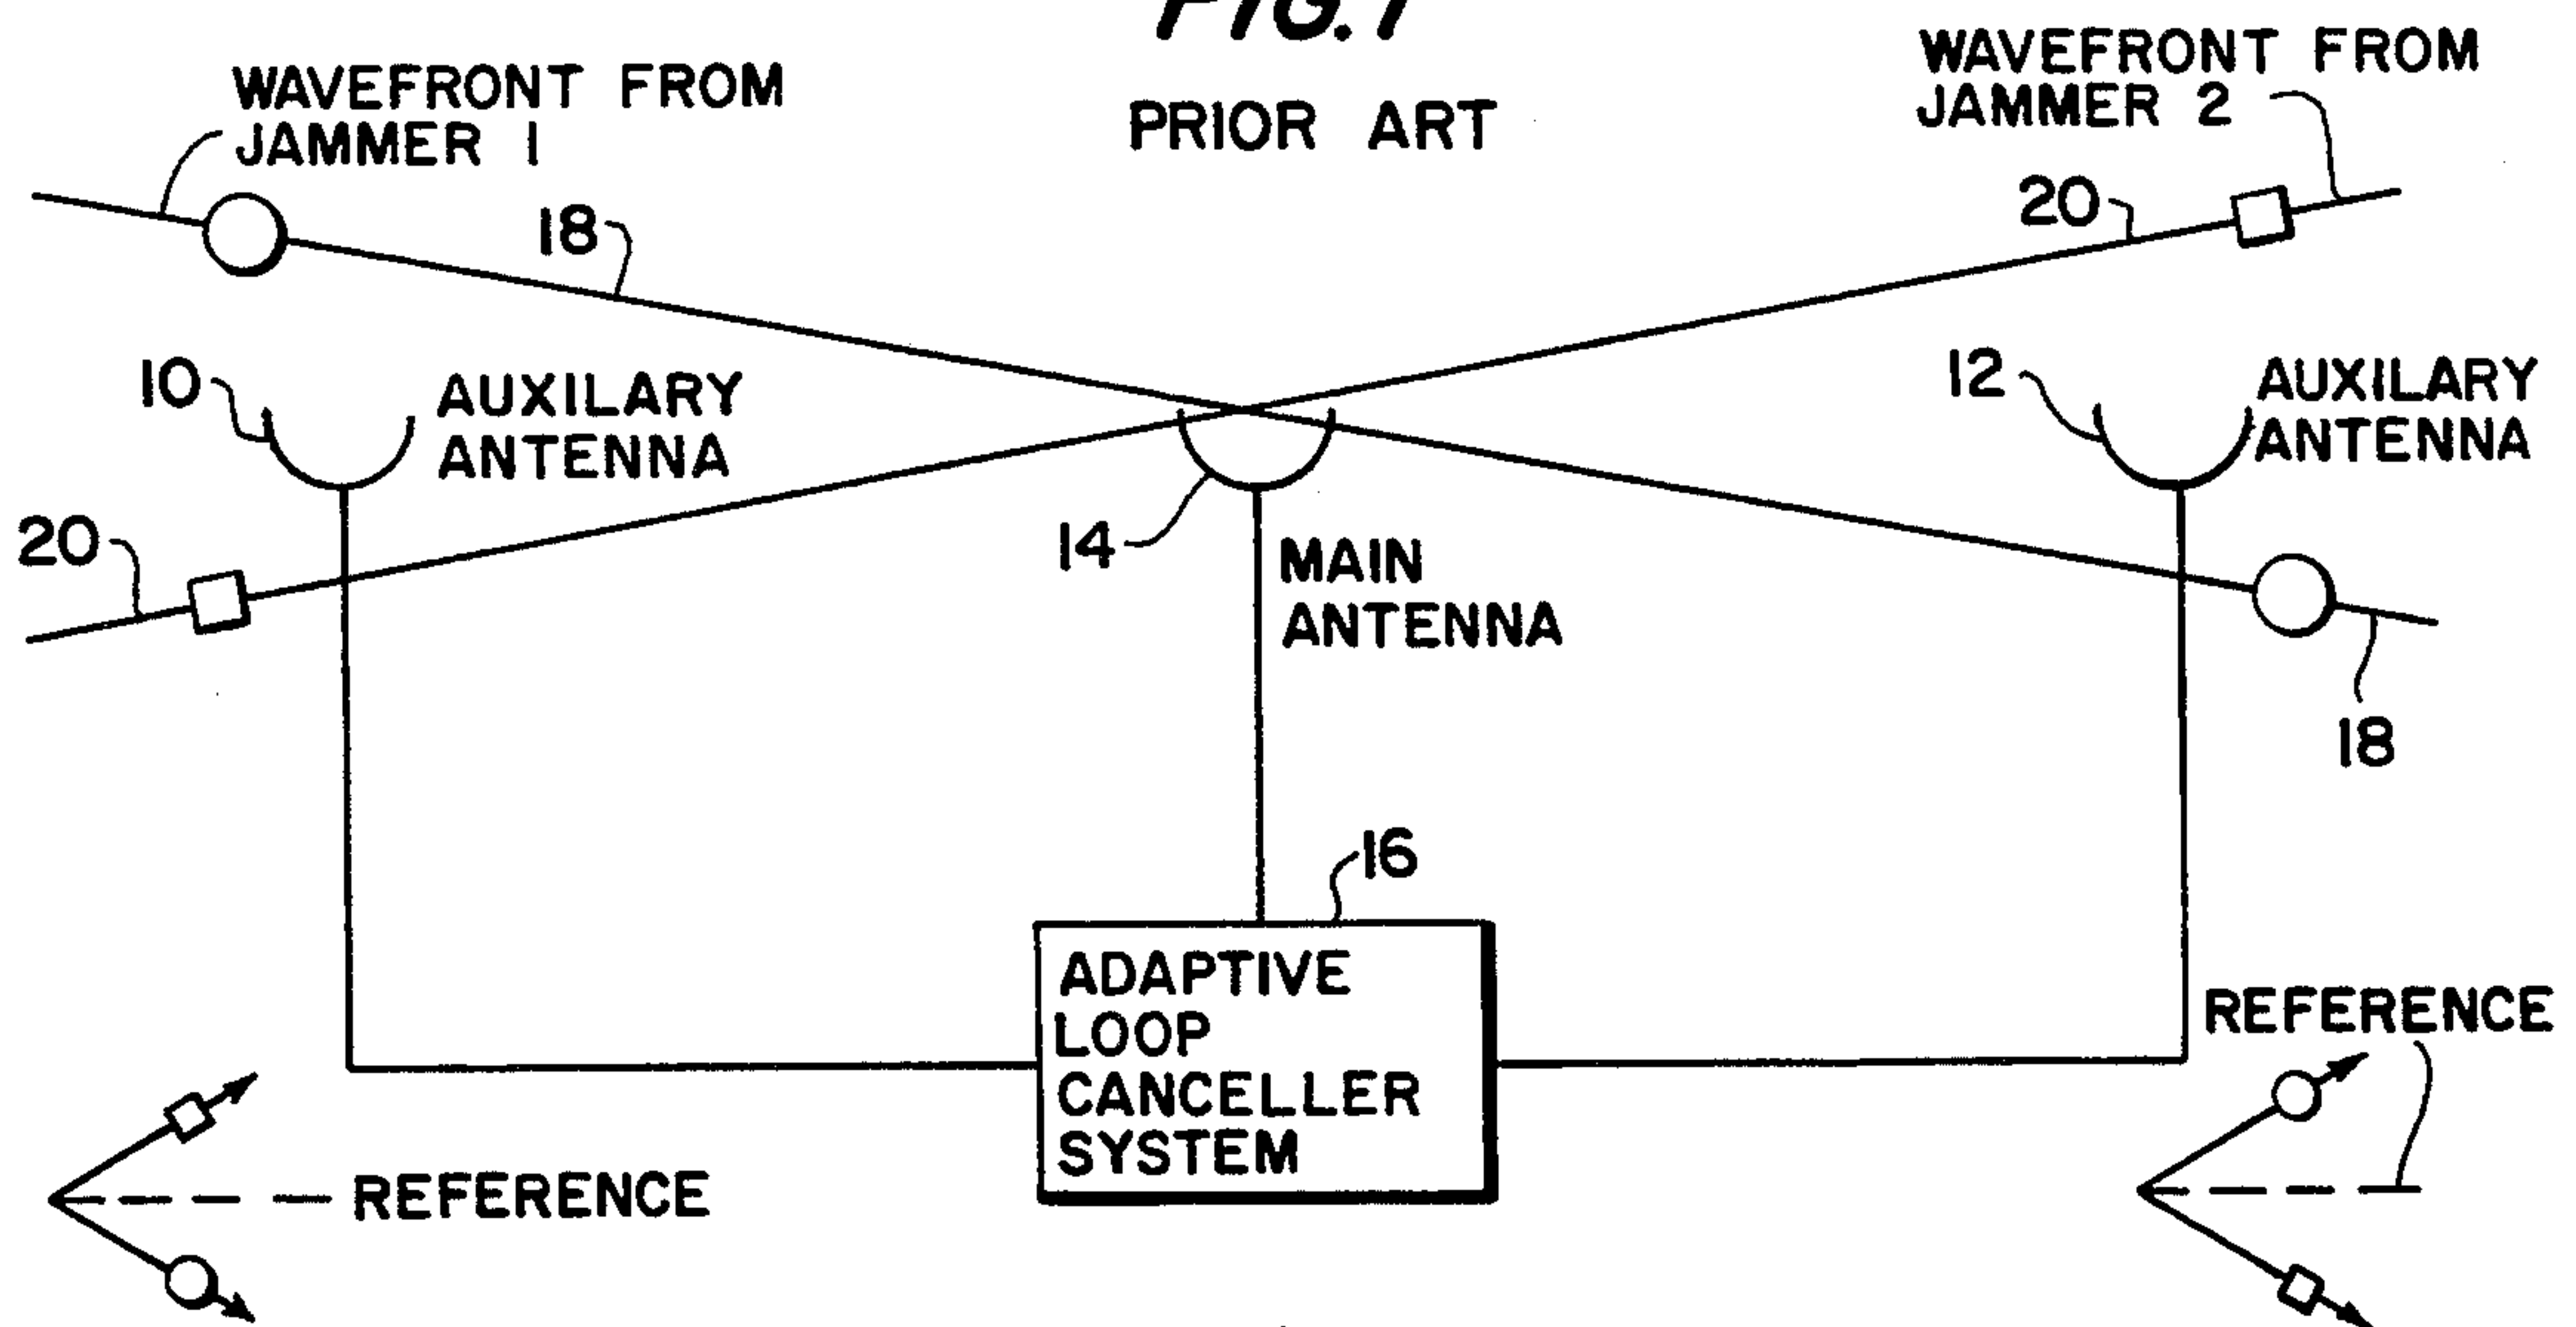 FIG. 1
PRIOR ART
WAVEFRONT FROM
JAMMER 1
WAVEFRONT FROM
JAMMER 2
18
20
10
AUXILARY
ANTENNA
12
AUXILARY
ANTENNA
20
14
MAIN
ANTENNA
18
16
ADAPTIVE
LOOP
CANCELLER
SYSTEM
REFERENCE
REFERENCE